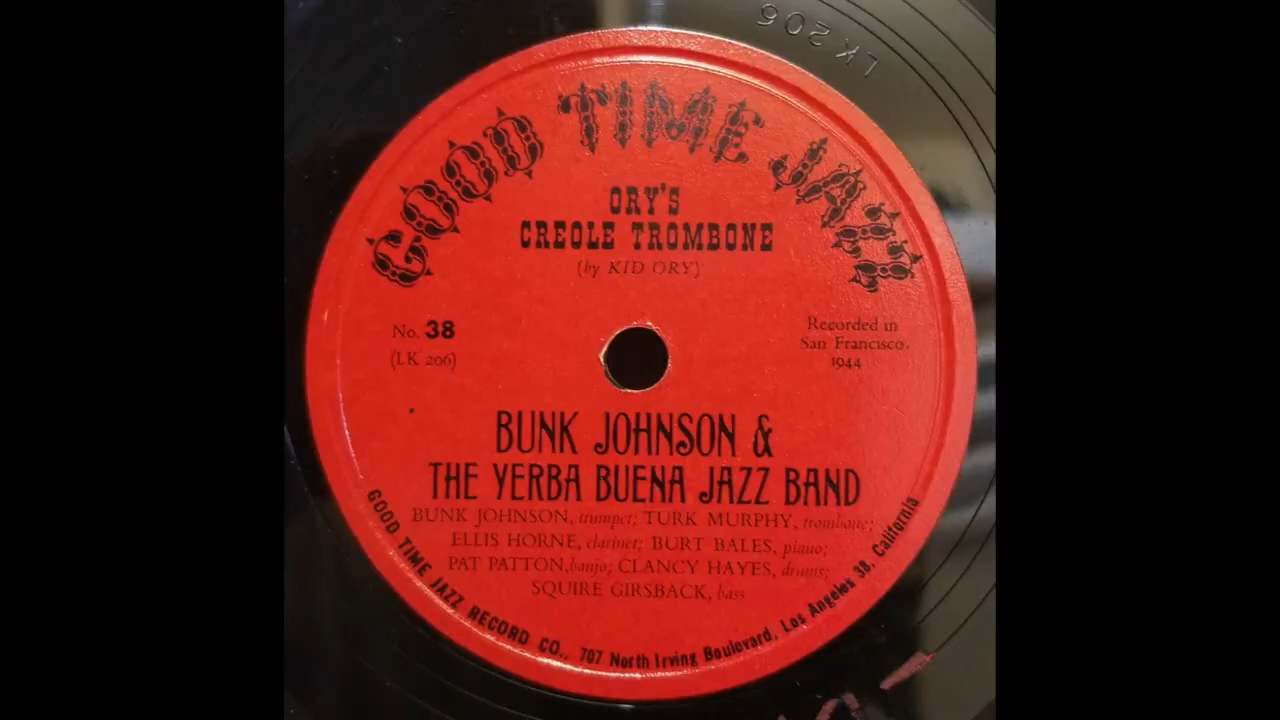 LK 206
GOOD TIME JAZZ
ORY'S
CREOLE TROMBONE
(by KID ORY)
No. 38
(LK 206)
Recorded in
San Francisco,
1944
BUNK JOHNSON &
THE YERBA BUENA JAZZ BAND
BUNK JOHNSON, trumpet; TURK MURPHY, trombone;
ELLIS HORNE, clarinet; BURT BALES, piano;
PAT PATTON, banjo; CLANCY HAYES, drums;
SQUIRE GIRSBACK, bass
GOOD TIME JAZZ RECORD CO., 707 North Irving Boulevard, Los Angeles 38, California